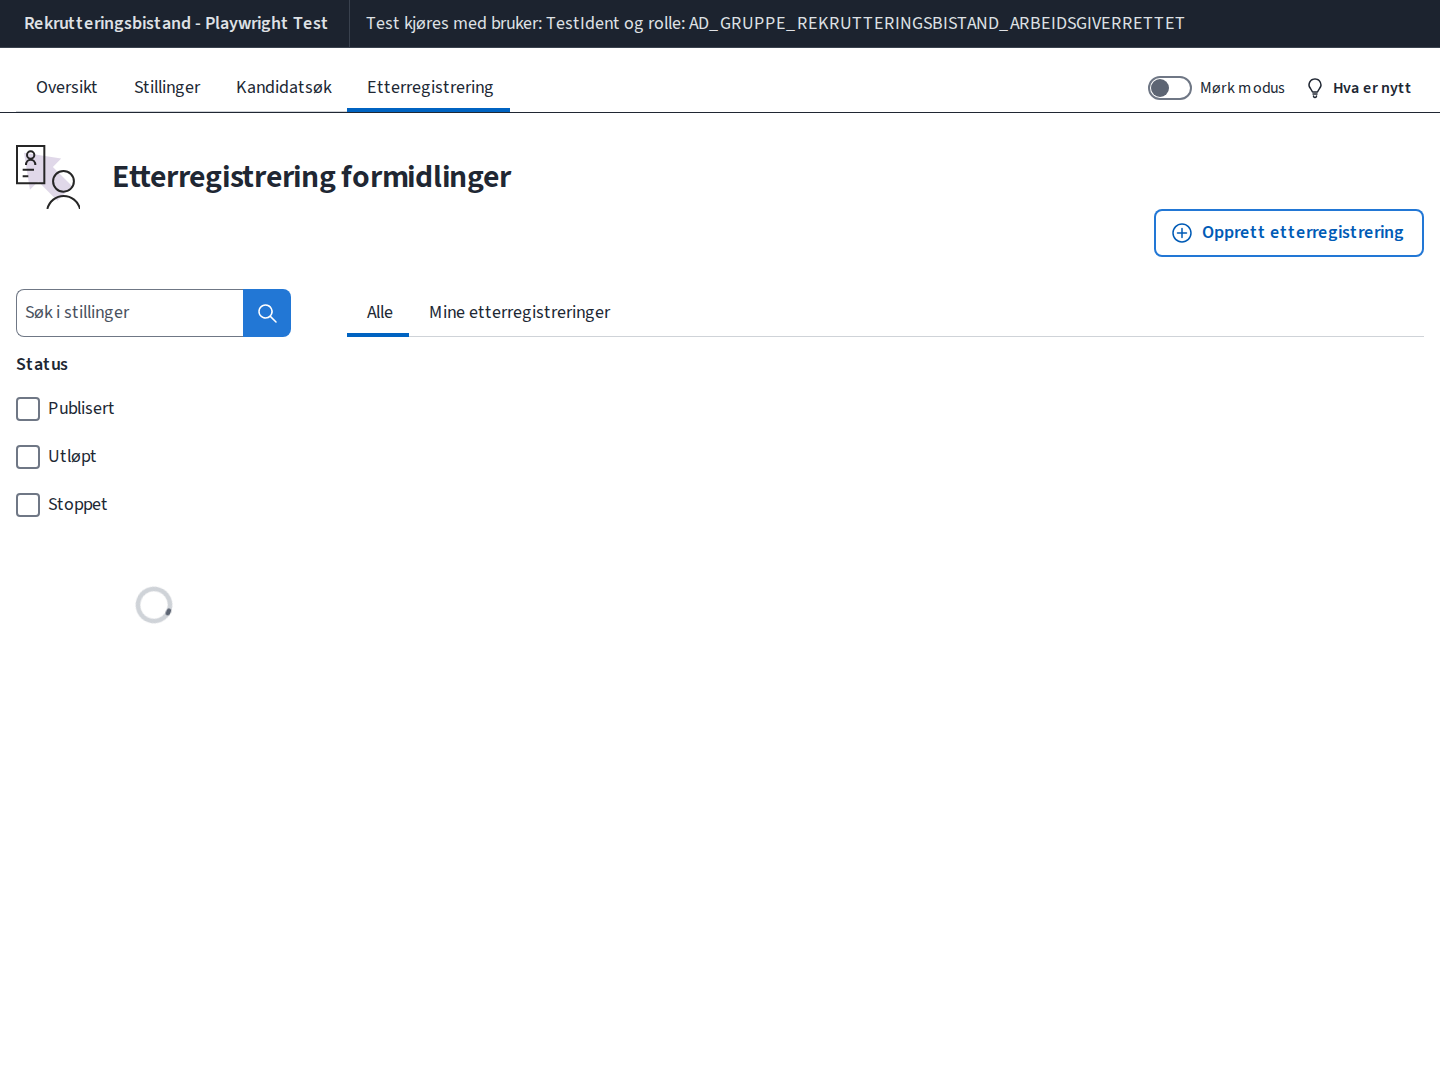 Rekrutteringsbistand - Playwright Test
Test kjøres med bruker: TestIdent og rolle: AD_GRUPPE_REKRUTTERINGSBISTAND_ARBEIDSGIVERRETTET
Oversikt
Stillinger
Kandidatsøk
Etterregistrering
Mørk modus
Hva er nytt
Etterregistrering formidlinger
Opprett etterregistrering
Søk i stillinger
Alle
Mine etterregistreringer
Status
Publisert
Utløpt
Stoppet